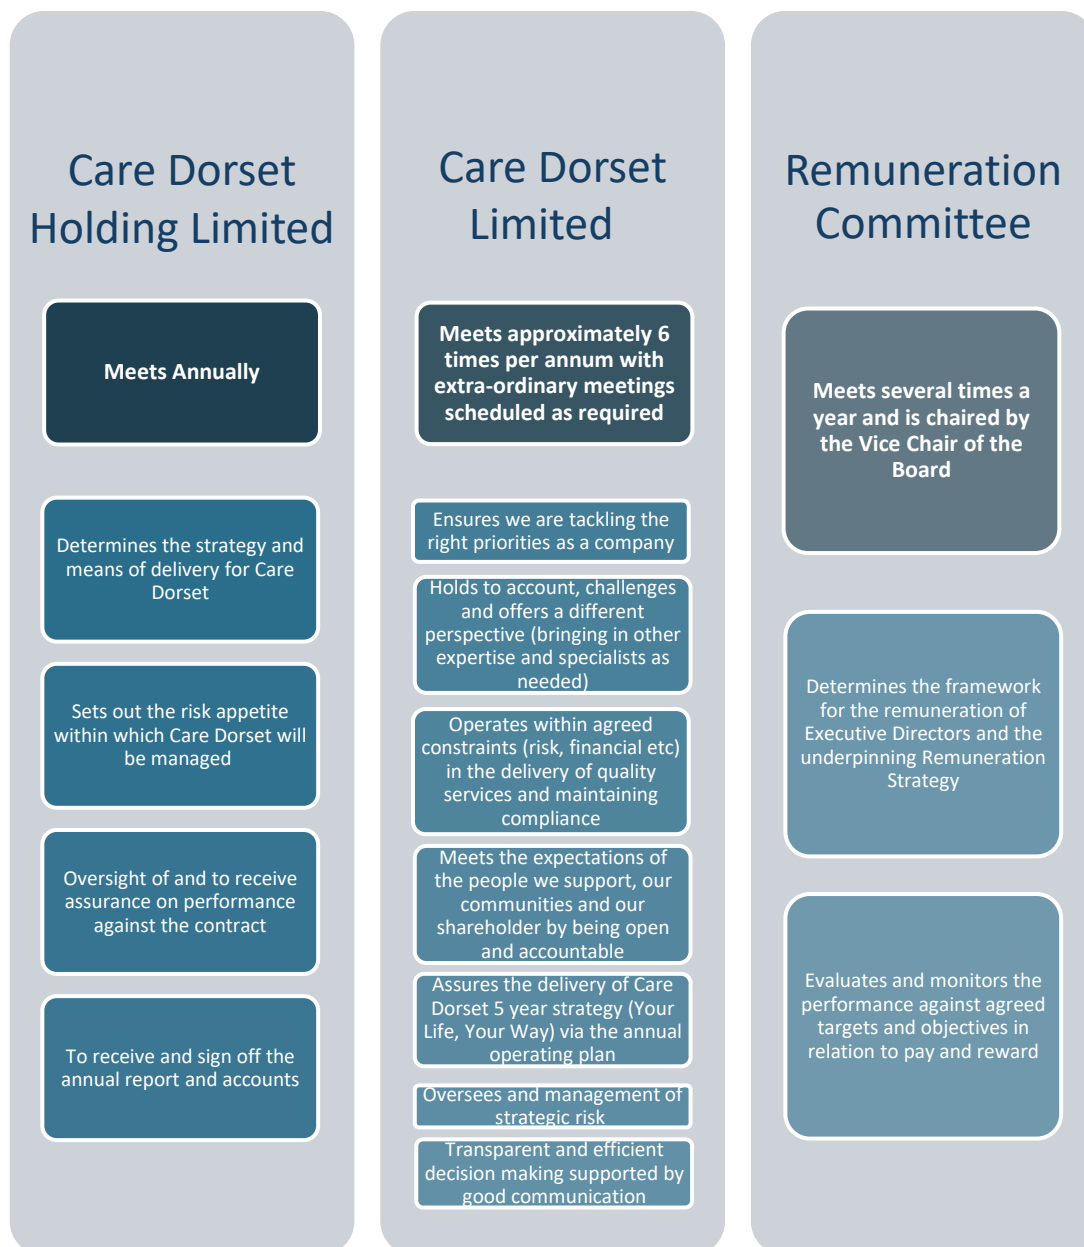 Care Dorset
Holding Limited
Meets Annually
Determines the strategy and
means of delivery for Care
Dorset
Sets out the risk appetite
within which Care Dorset will
be managed
Oversight of and to receive
assurance on performance
against the contract
To receive and sign off the
annual report and accounts
Care Dorset
Limited
Meets approximately 6
times per annum with
extra-ordinary meetings
scheduled as required
Ensures we are tackling the
right priorities as a company
Holds to account, challenges
and offers a different
perspective (bringing in other
expertise and specialists as
needed)
Operates within agreed
constraints (risk, financial etc)
in the delivery of quality
services and maintaining
compliance
Meets the expectations of
the people we support, our
communities and our
shareholder by being open
and accountable
Assures the delivery of Care
Dorset 5 year strategy (Your
Life, Your Way) via the annual
operating plan
Oversees and management of
strategic risk
Transparent and efficient
decision making supported by
good communication
Remuneration
Committee
Meets several times a
year and is chaired by
the Vice Chair of the
Board
Determines the framework
for the remuneration of
Executive Directors and the
underpinning Remuneration
Strategy
Evaluates and monitors the
performance against agreed
targets and objectives in
relation to pay and reward